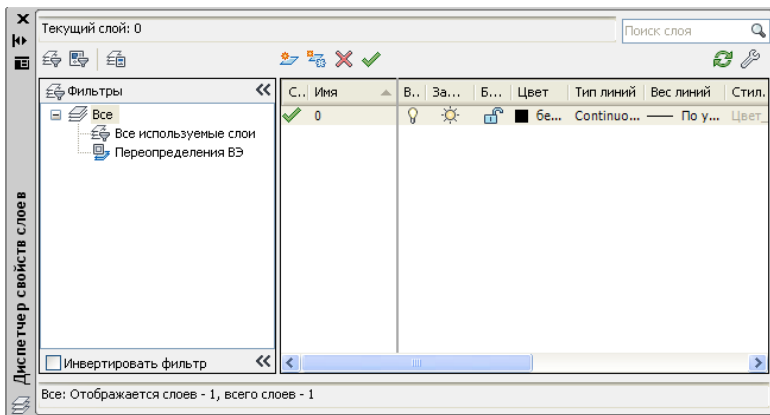 Текущий слой: 0
Поиск слоя
Фильтры
С.. Имя В.. За... Б... Цвет Тип линий Вес линий Стил.
Все
0 бе... Continuo... По у... Цвет_
Все используемые слои
Переопределения ВЭ
Инвертировать фильтр
Все: Отображается слоев - 1, всего слоев - 1
Диспетчер свойств слоев